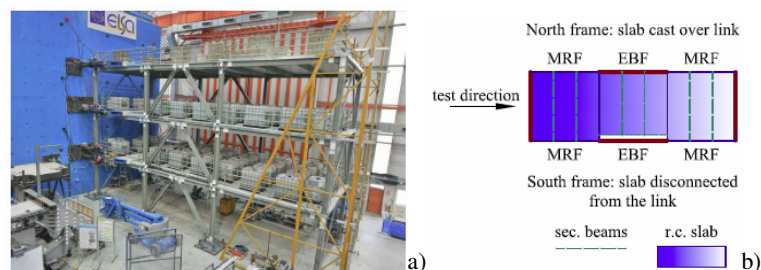 elsa
a)
North frame: slab cast over link
MRF EBF MRF
test direction
MRF EBF MRF
South frame: slab disconnected
from the link
sec. beams r.c. slab
b)